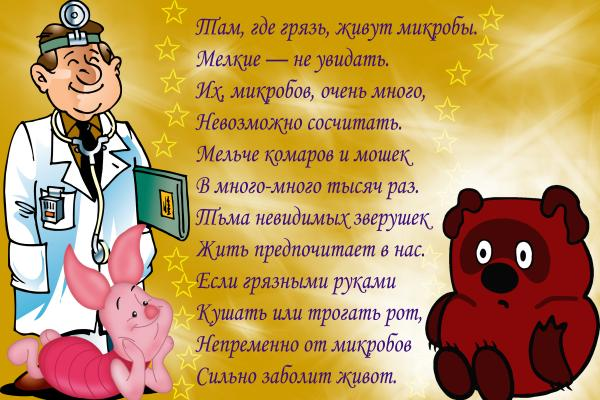 Там, где грязь, живут микробы.
Мелкие — не увидать.
Их, микробов, очень много,
Невозможно сосчитать.
Мельче комаров и мошек
В много-много тысяч раз.
Тьма невидимых зверушек
Жить предпочитает в нас.
Если грязными руками
Кушать или трогать рот,
Непременно от микробов
Сильно заболит живот.